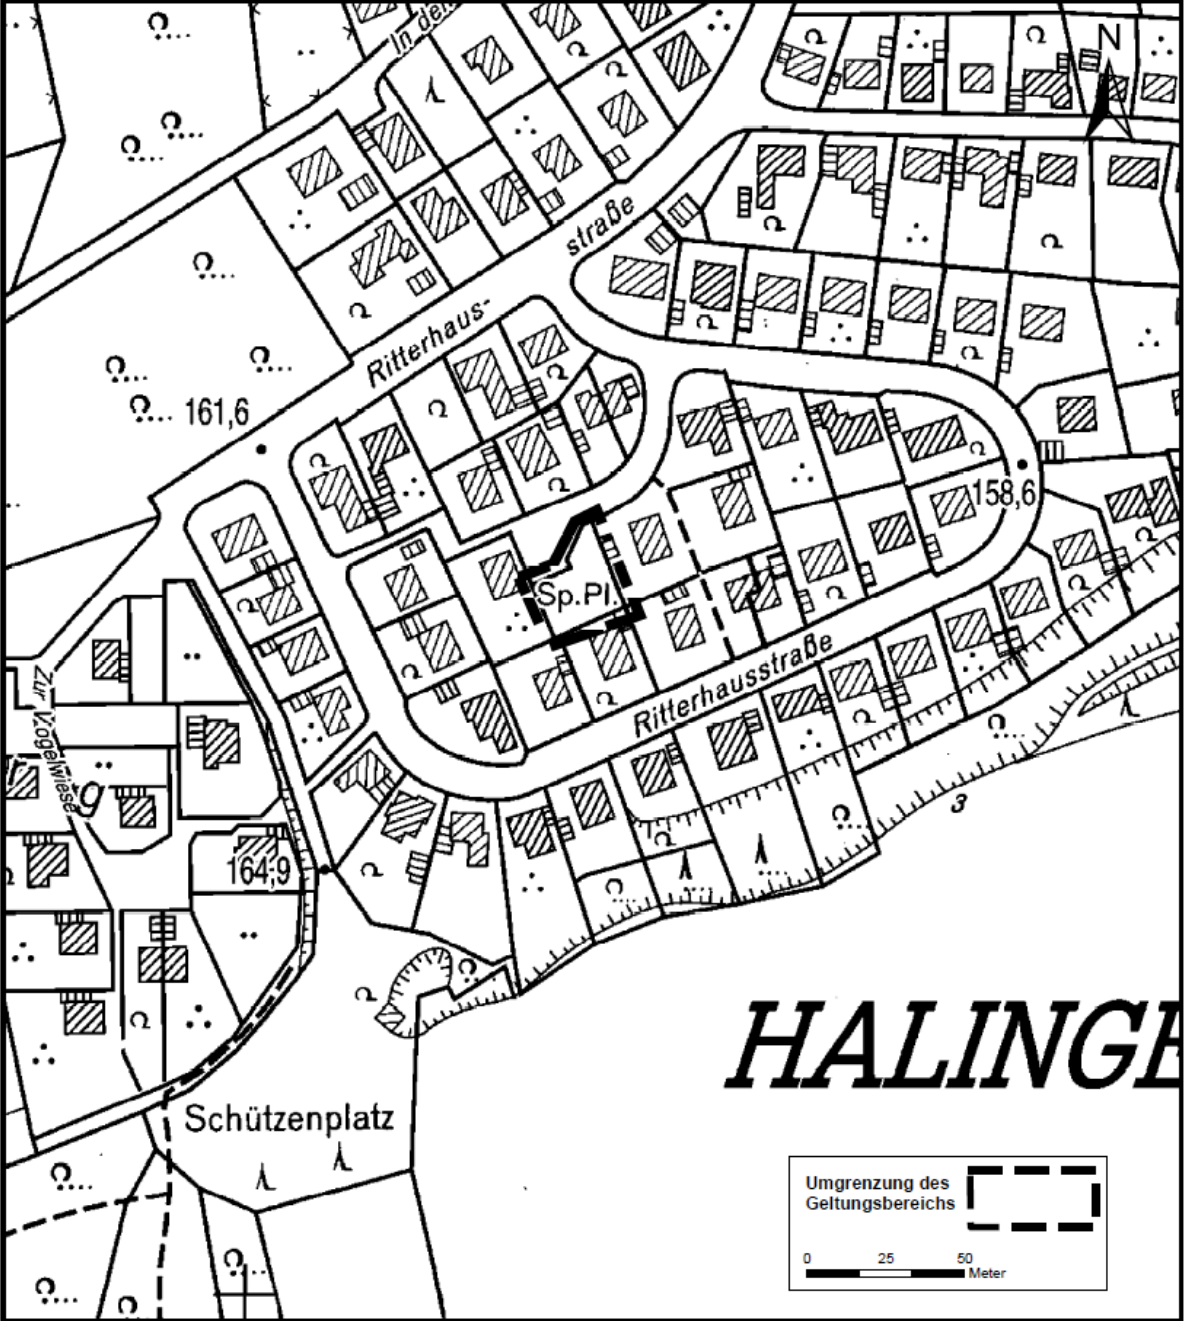 In den
N
straße
Ritterhaus-
161,6
158,6
Sp.Pl.
Ritterhausstraße
Zur Vogelwiese
g
3
164,9
HALINGE
Schützenplatz
Umgrenzung des
Geltungsbereichs
0 25 50
Meter